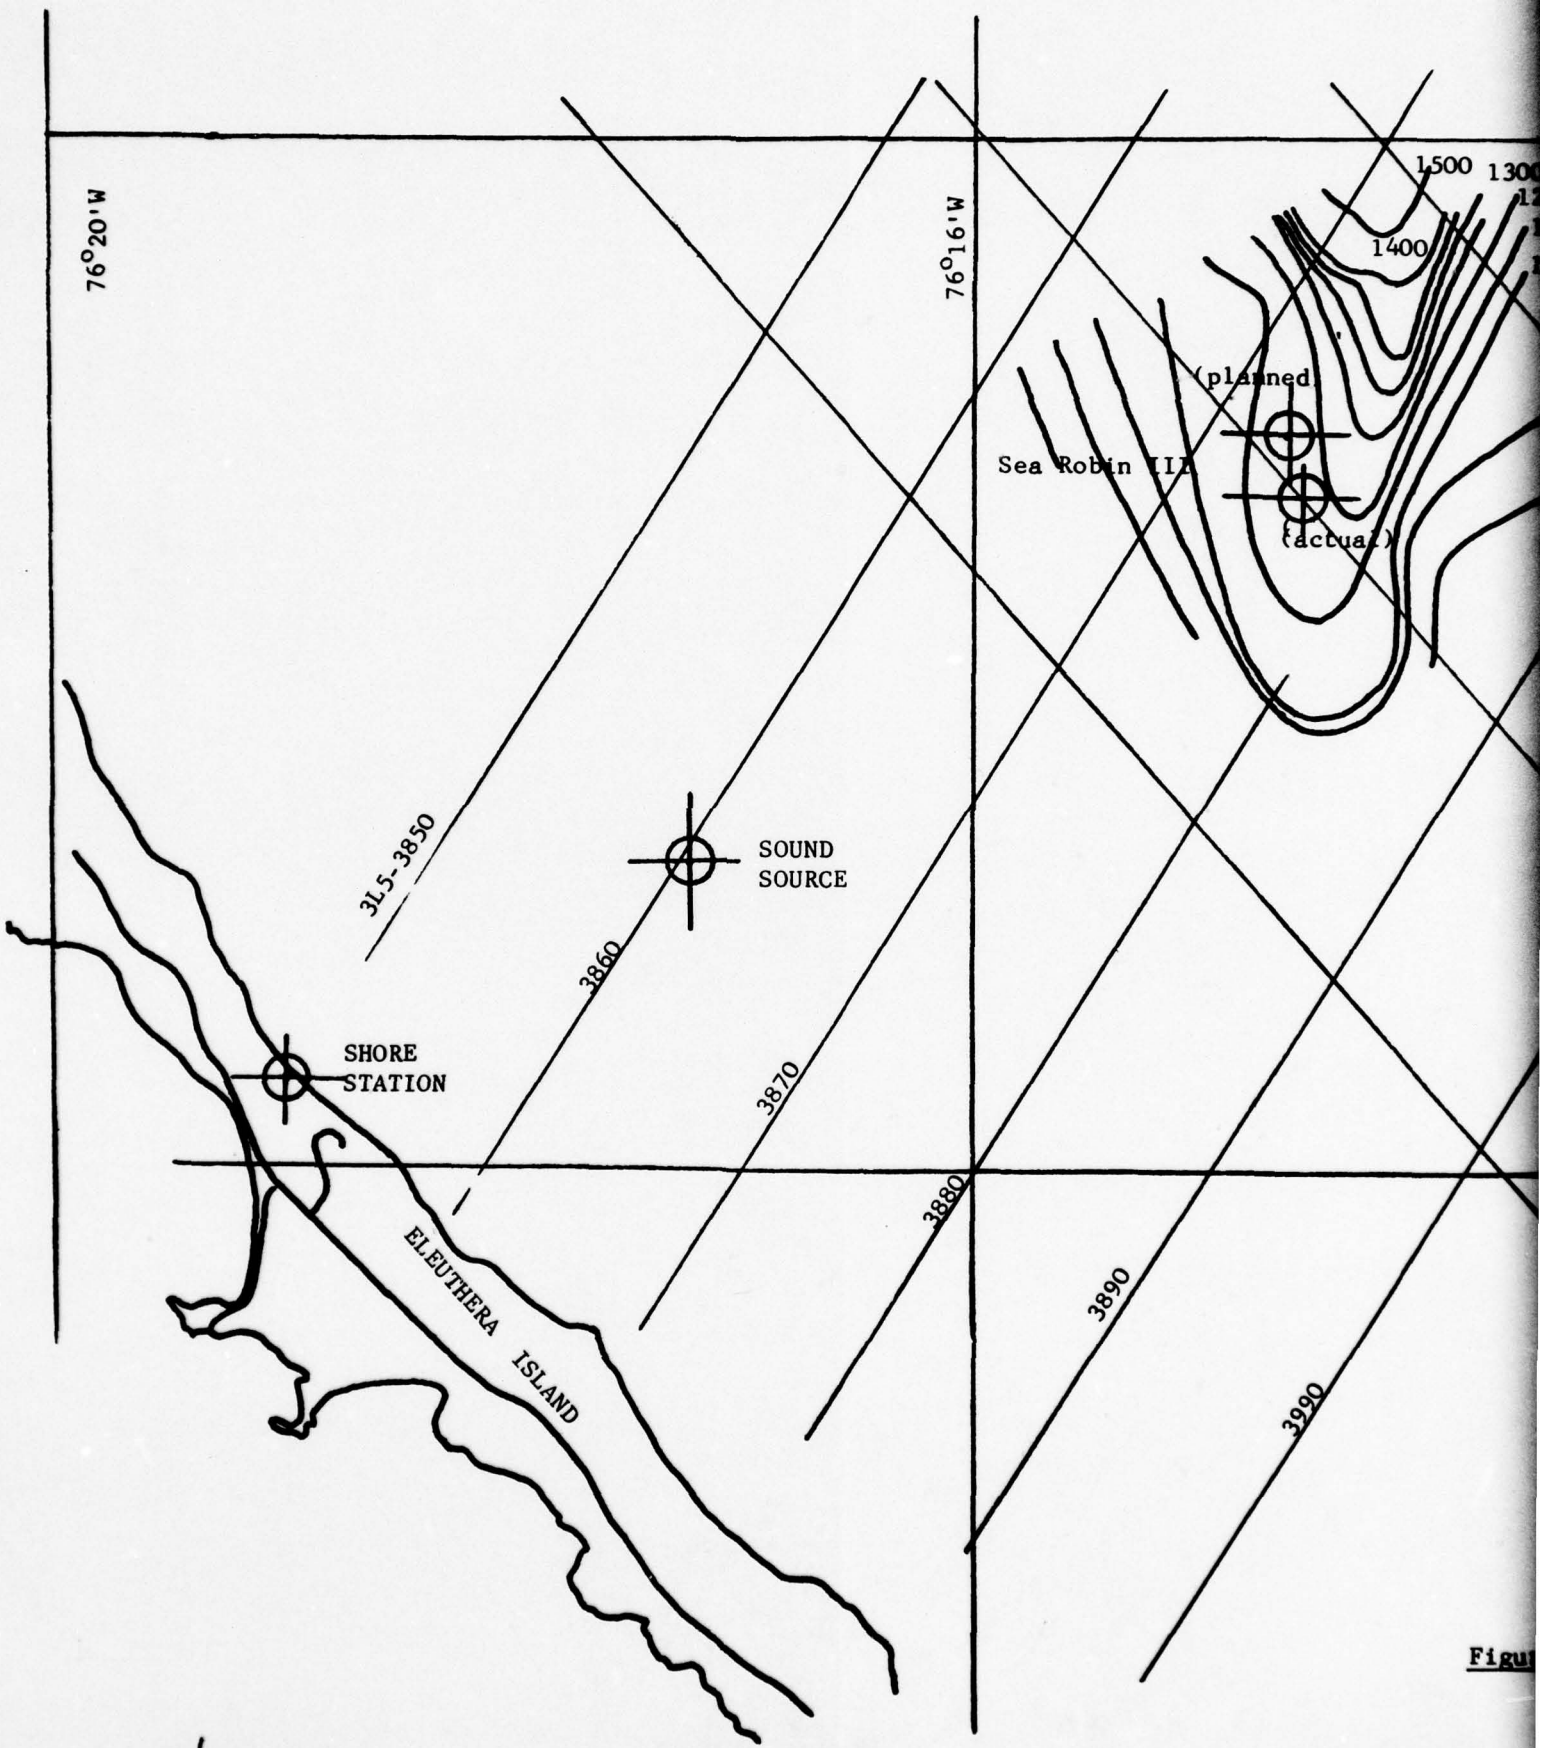 1500 1300
76°20'W
76°16'W
1400
(planned
Sea Robin III
(actual)
3L5-3850
SOUND
SOURCE
3860
SHORE
STATION
3870
3880
ELEUTHERA ISLAND
3890
3990